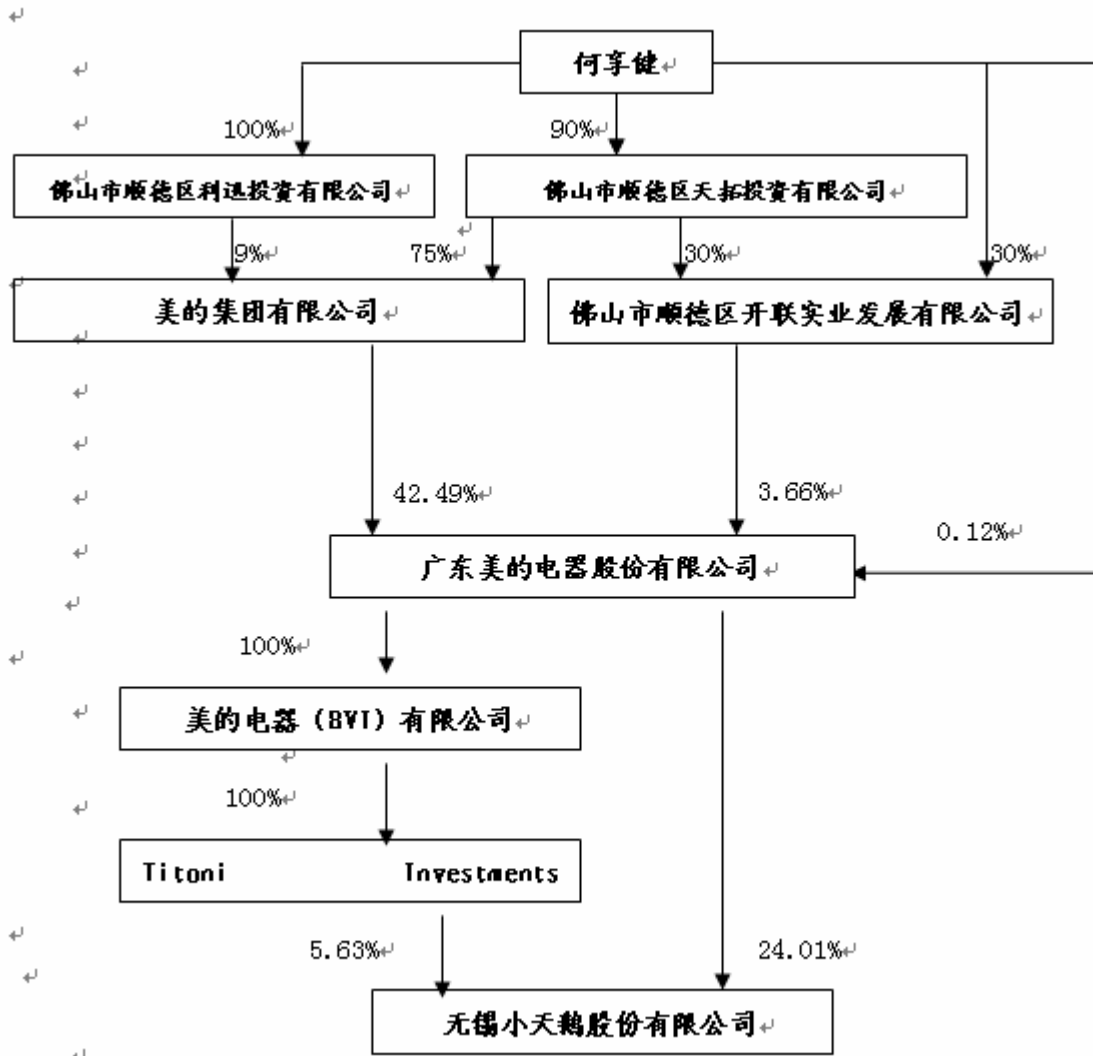 何享健
100%
90%
佛山市顺德区利迅投资有限公司
佛山市顺德区天拓投资有限公司
9%
75%
30%
30%
美的集团有限公司
佛山市顺德区开联实业发展有限公司
42.49%
3.66%
0.12%
广东美的电器股份有限公司
100%
美的电器（BVI）有限公司
100%
Titoni Investments
5.63%
24.01%
无锡小天鹅股份有限公司